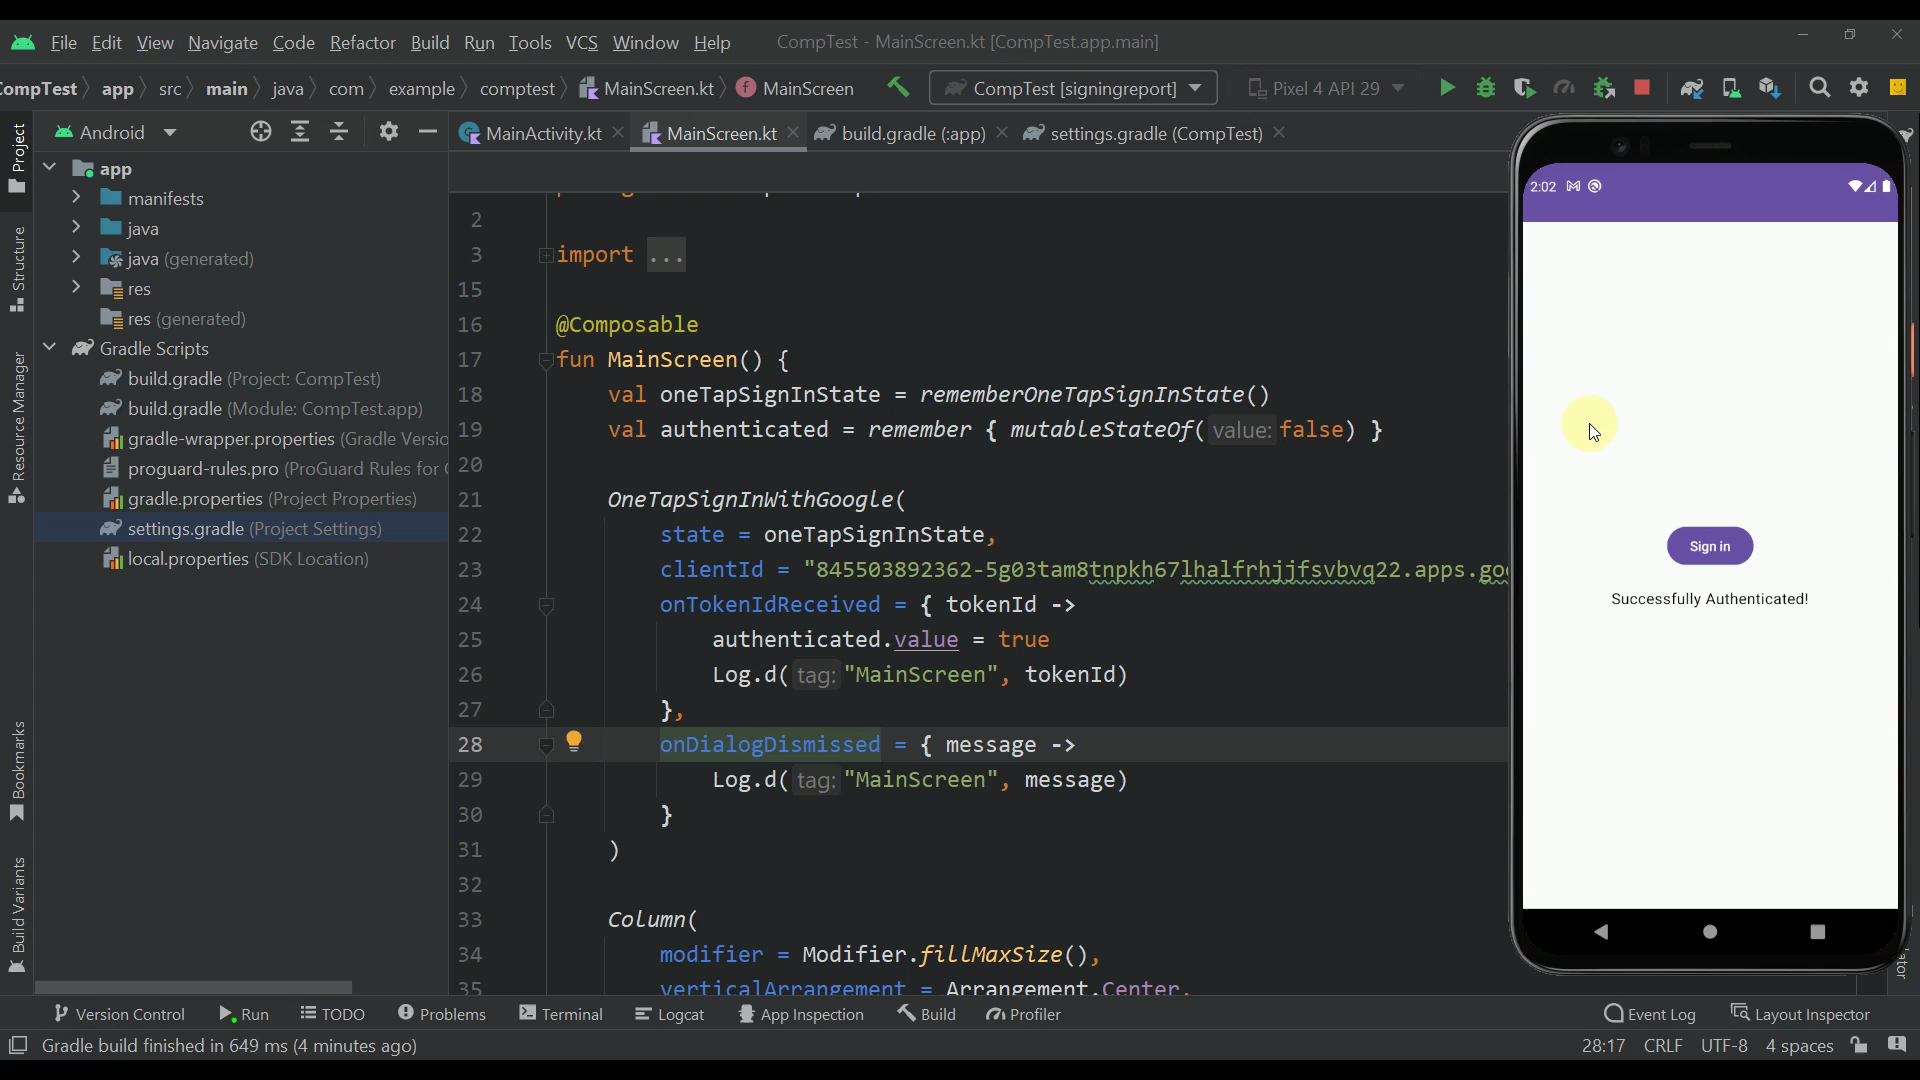 File Edit View Navigate Code Refactor Build Run Tools VCS Window Help CompTest - MainScreen.kt [CompTest.app.main]
CompTest app src main java com example comptest MainScreen.kt MainScreen CompTest [signingreport] Pixel 4 API 29
Android
MainActivity.kt MainScreen.kt build.gradle (:app) settings.gradle (CompTest)
Project
Structure
Resource Manager
Bookmarks
Build Variants
app
manifests
java
java (generated)
res
res (generated)
Gradle Scripts
build.gradle (Project: CompTest)
build.gradle (Module: CompTest.app)
gradle-wrapper.properties (Gradle Versio
proguard-rules.pro (ProGuard Rules for
gradle.properties (Project Properties)
settings.gradle (Project Settings)
local.properties (SDK Location)
2
3 import ...
15
16 @Composable
17 fun MainScreen() {
18 val oneTapSignInState = rememberOneTapSignInState()
19 val authenticated = remember { mutableStateOf( value: false) }
20
21 OneTapSignInWithGoogle(
22 state = oneTapSignInState,
23 clientId = "845503892362-5g03tam8tnpkh67lhalfrhjjfsvbvq22.apps.goo
24 onTokenIdReceived = { tokenId ->
25 authenticated.value = true
26 Log.d( tag: "MainScreen", tokenId)
27 },
28 onDialogDismissed = { message ->
29 Log.d( tag: "MainScreen", message)
30 }
31 )
32
33 Column(
34 modifier = Modifier.fillMaxSize(),
35 verticalArrangement = Arrangement.Center,
2:02
Sign in
Successfully Authenticated!
Version Control Run TODO Problems Terminal Logcat App Inspection Build Profiler Event Log Layout Inspector
Gradle build finished in 649 ms (4 minutes ago) 28:17 CRLF UTF-8 4 spaces